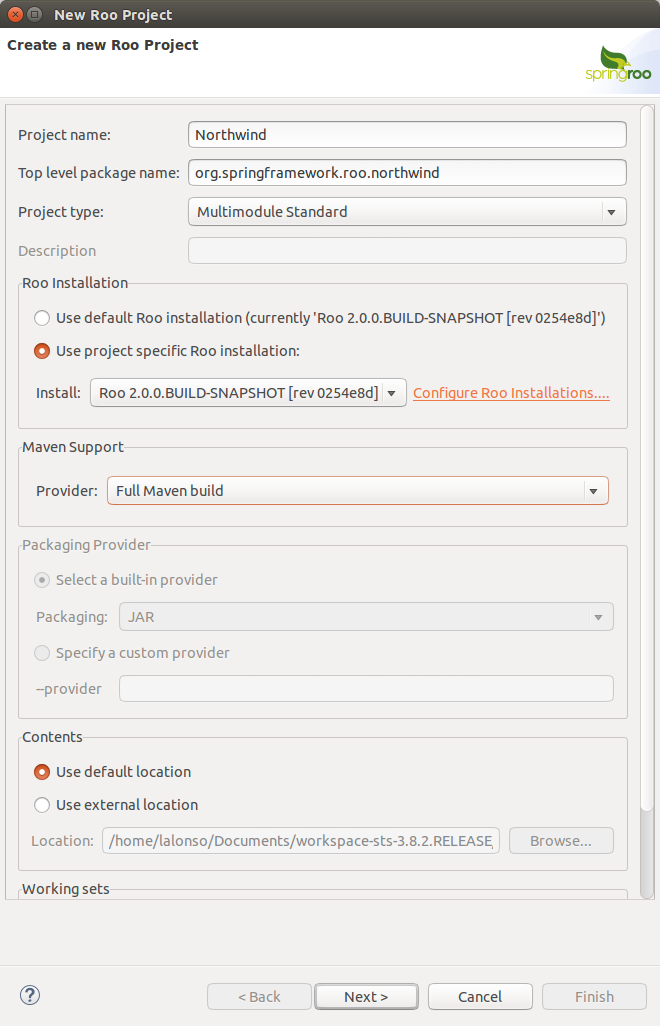 New Roo Project
Create a new Roo Project
springroo
Project name: Northwind
Top level package name: org.springframework.roo.northwind
Project type: Multimodule Standard
Description
Roo Installation
Use default Roo installation (currently 'Roo 2.0.0.BUILD-SNAPSHOT [rev 0254e8d]')
Use project specific Roo installation:
Install: Roo 2.0.0.BUILD-SNAPSHOT [rev 0254e8d] Configure Roo Installations....
Maven Support
Provider: Full Maven build
Packaging Provider
Select a built-in provider
Packaging: JAR
Specify a custom provider
--provider
Contents
Use default location
Use external location
Location: /home/lalonso/Documents/workspace-sts-3.8.2.RELEASE Browse...
Working sets
? < Back Next > Cancel Finish